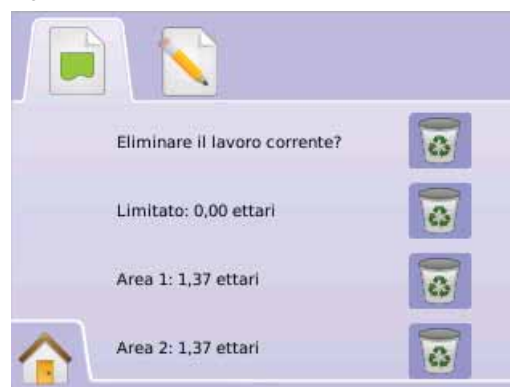 Eliminare il lavoro corrente?
Limitato: 0,00 ettari
Area 1: 1,37 ettari
Area 2: 1,37 ettari